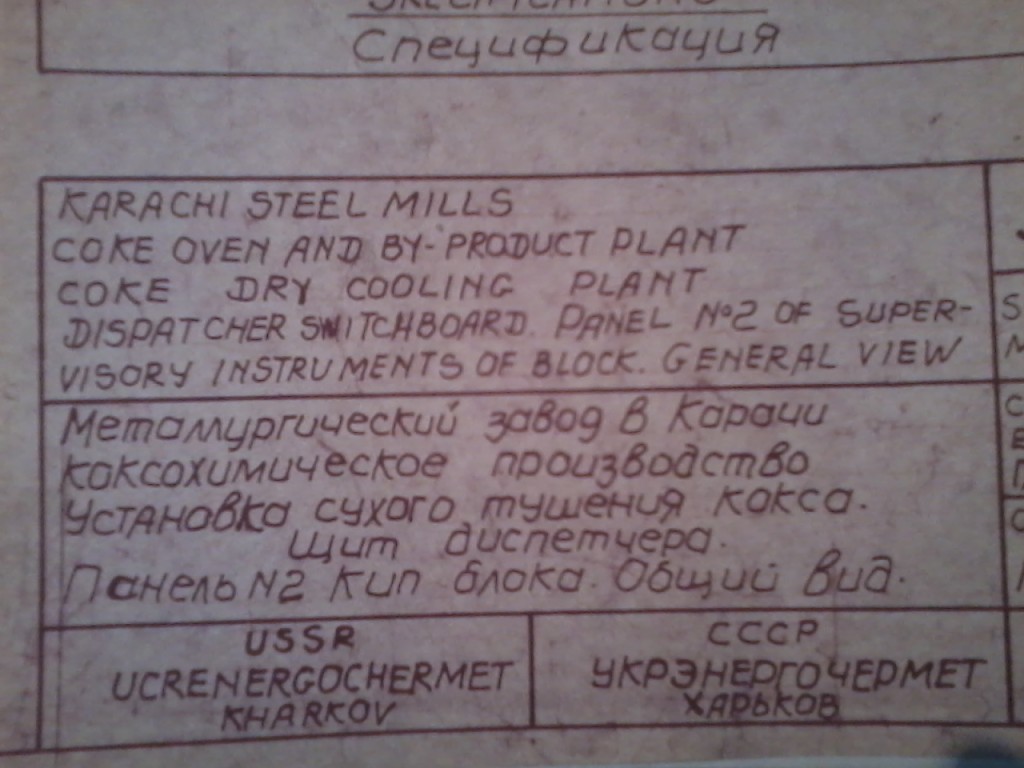 SPECIFICATIONS
Спецификация
KARACHI STEEL MILLS
COKE OVEN AND BY-PRODUCT PLANT
COKE DRY COOLING PLANT
DISPATCHER SWITCHBOARD. PANEL №2 OF SUPER-
VISORY INSTRUMENTS OF BLOCK. GENERAL VIEW
Металлургический завод в Карачи
коксохимическое производство
Установка сухого тушения кокса.
Щит диспетчера.
Панель N2 Кип блока. Общий вид.
USSR
UCRENERGOCHERMET
KHARKOV
СССР
УКРЭНЕРГОЧЕРМЕТ
ХАРЬКОВ